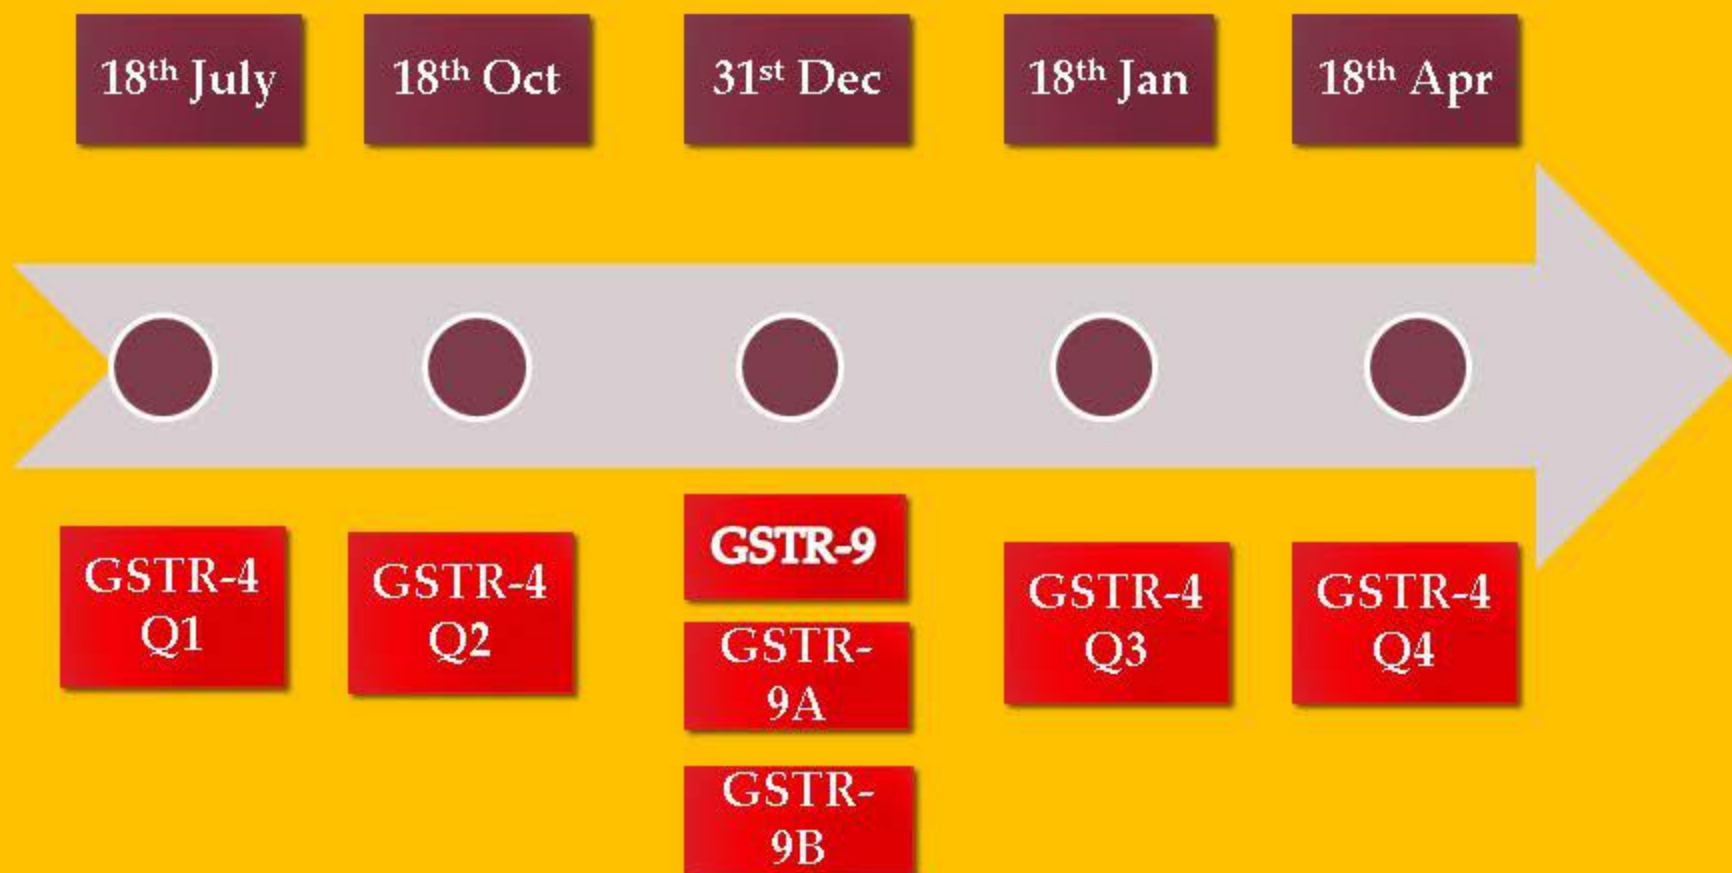 18th July
18th Oct
31st Dec
18th Jan
18th Apr
GSTR-4
Q1
GSTR-4
Q2
GSTR-9
GSTR-
9A
GSTR-
9B
GSTR-4
Q3
GSTR-4
Q4